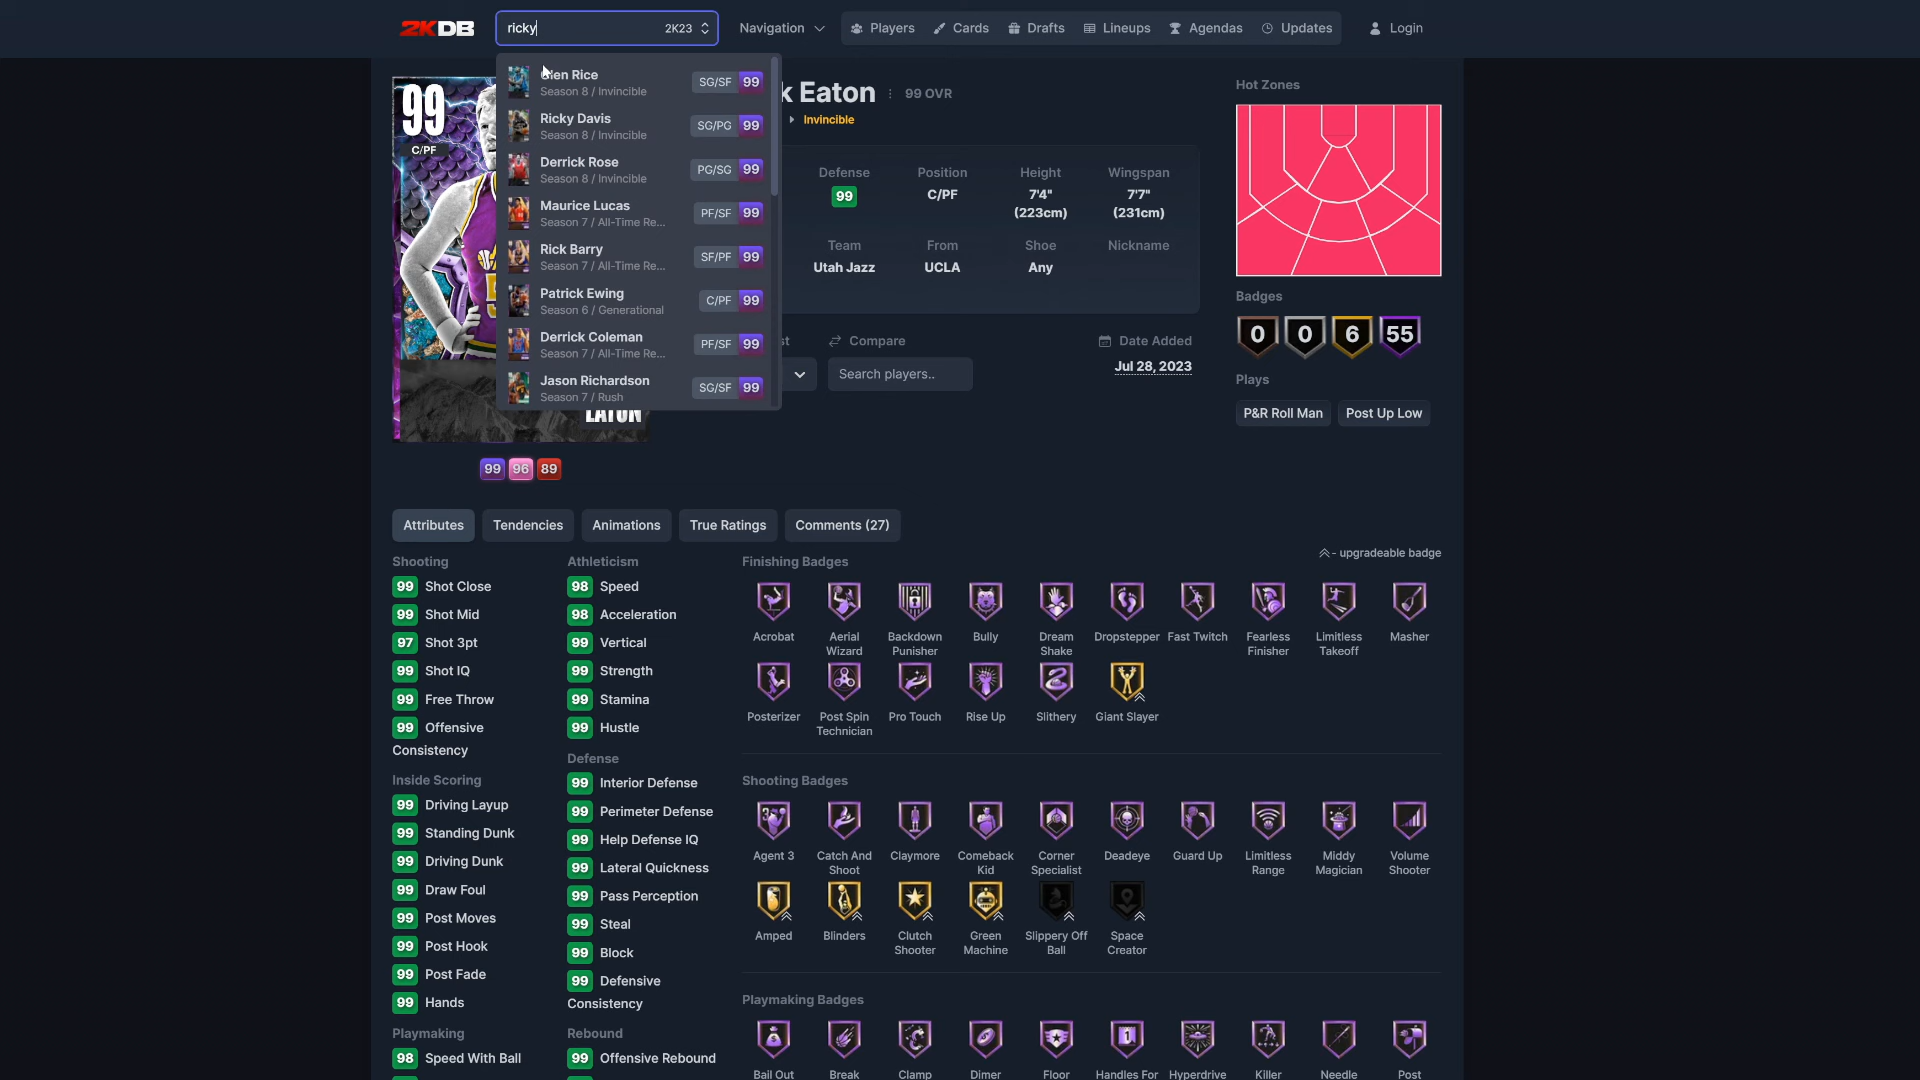 2KDB
ricky
2K23
Navigation
Players
Cards
Drafts
Lineups
Agendas
Updates
Login
99
C/PF
EATON
99 96 89
Glen Rice
Season 8 / Invincible
SG/SF 99
Ricky Davis
Season 8 / Invincible
SG/PG 99
Derrick Rose
Season 8 / Invincible
PG/SG 99
Maurice Lucas
Season 7 / All-Time Re...
PF/SF 99
Rick Barry
Season 7 / All-Time Re...
SF/PF 99
Patrick Ewing
Season 6 / Generational
C/PF 99
Derrick Coleman
Season 7 / All-Time Re...
PF/SF 99
Jason Richardson
Season 7 / Rush
SG/SF 99
k Eaton : 99 OVR
Invincible
Defense
99
Position
C/PF
Height
7'4"
(223cm)
Wingspan
7'7"
(231cm)
Team
Utah Jazz
From
UCLA
Shoe
Any
Nickname
st
Compare
Search players..
Date Added
Jul 28, 2023
Hot Zones
Badges
0 0 6 55
Plays
P&R Roll Man
Post Up Low
Attributes
Tendencies
Animations
True Ratings
Comments (27)
- upgradeable badge
Shooting
99 Shot Close
99 Shot Mid
97 Shot 3pt
99 Shot IQ
99 Free Throw
99 Offensive
Consistency
Inside Scoring
99 Driving Layup
99 Standing Dunk
99 Driving Dunk
99 Draw Foul
99 Post Moves
99 Post Hook
99 Post Fade
99 Hands
Playmaking
98 Speed With Ball
Athleticism
98 Speed
98 Acceleration
99 Vertical
99 Strength
99 Stamina
99 Hustle
Defense
99 Interior Defense
99 Perimeter Defense
99 Help Defense IQ
99 Lateral Quickness
99 Pass Perception
99 Steal
99 Block
99 Defensive
Consistency
Rebound
99 Offensive Rebound
Finishing Badges
Acrobat
Aerial
Wizard
Backdown
Punisher
Bully
Dream
Shake
Dropstepper
Fast Twitch
Fearless
Finisher
Limitless
Takeoff
Masher
Posterizer
Post Spin
Technician
Pro Touch
Rise Up
Slithery
Giant Slayer
Shooting Badges
Agent 3
Catch And
Shoot
Claymore
Comeback
Kid
Corner
Specialist
Deadeye
Guard Up
Limitless
Range
Middy
Magician
Volume
Shooter
Amped
Blinders
Clutch
Shooter
Green
Machine
Slippery Off
Ball
Space
Creator
Playmaking Badges
Bail Out
Break
Clamp
Dimer
Floor
Handles For
Hyperdrive
Killer
Needle
Post